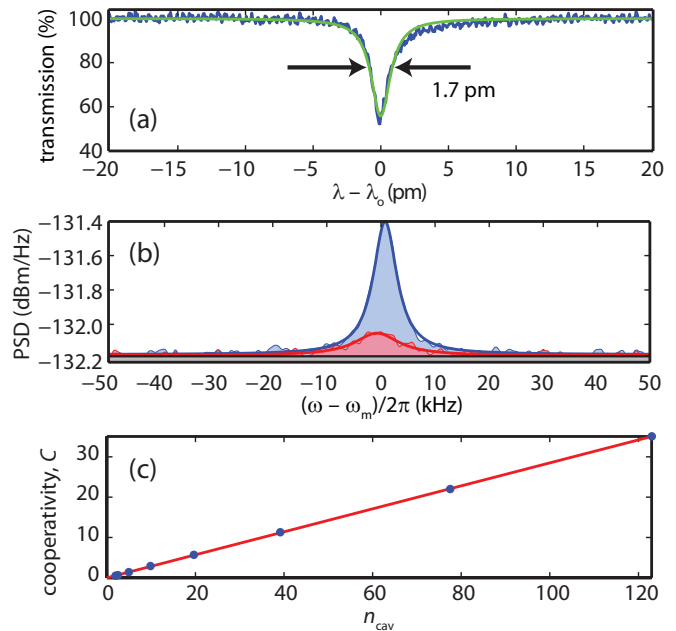 transmission (%)
100
80
60
40
(a)
1.7 pm
−20 −15 −10 −5 0 5 10 15 20
λ − λo (pm)
PSD (dBm/Hz)
−131.4
−131.6
−131.8
−132.0
−132.2
(b)
−50 −40 −30 −20 −10 0 10 20 30 40 50
(ω − ωm)/2π (kHz)
cooperativity, C
30
20
10
0
(c)
0 20 40 60 80 100 120
ncav